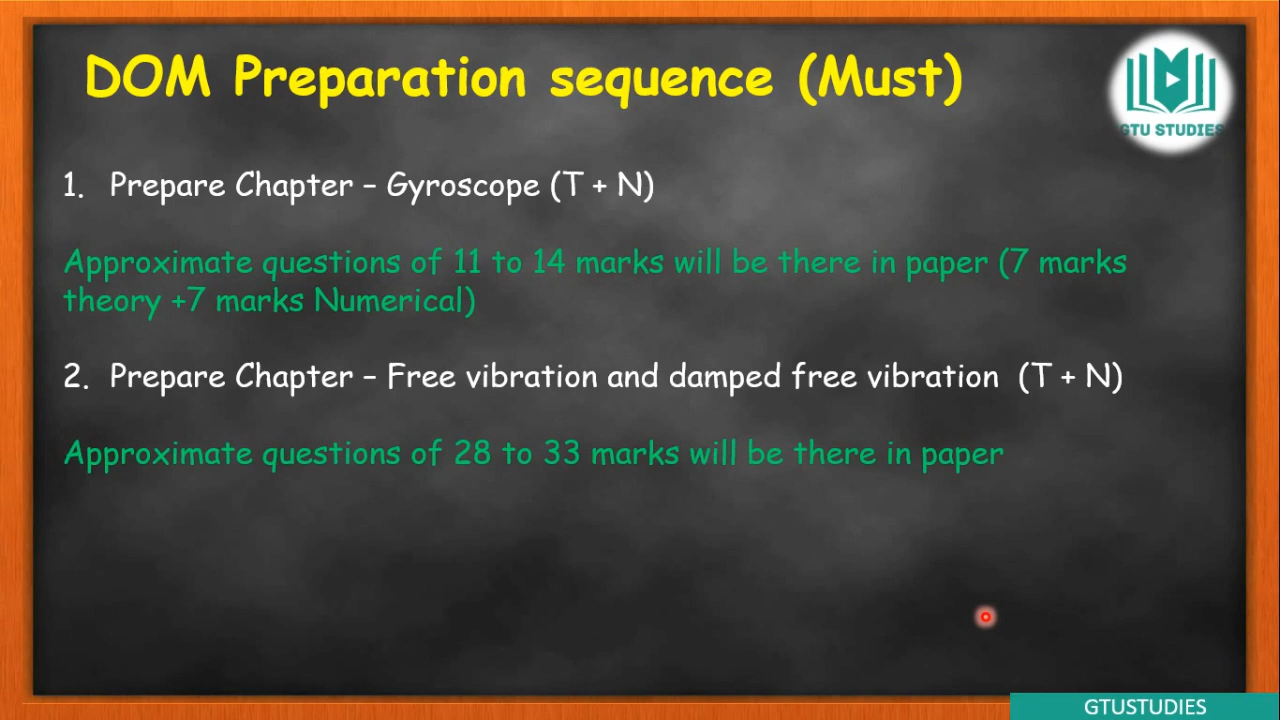 DOM Preparation sequence (Must)
GTU STUDIES
1. Prepare Chapter – Gyroscope (T + N)
Approximate questions of 11 to 14 marks will be there in paper (7 marks
theory +7 marks Numerical)
2. Prepare Chapter – Free vibration and damped free vibration (T + N)
Approximate questions of 28 to 33 marks will be there in paper
GTUSTUDIES